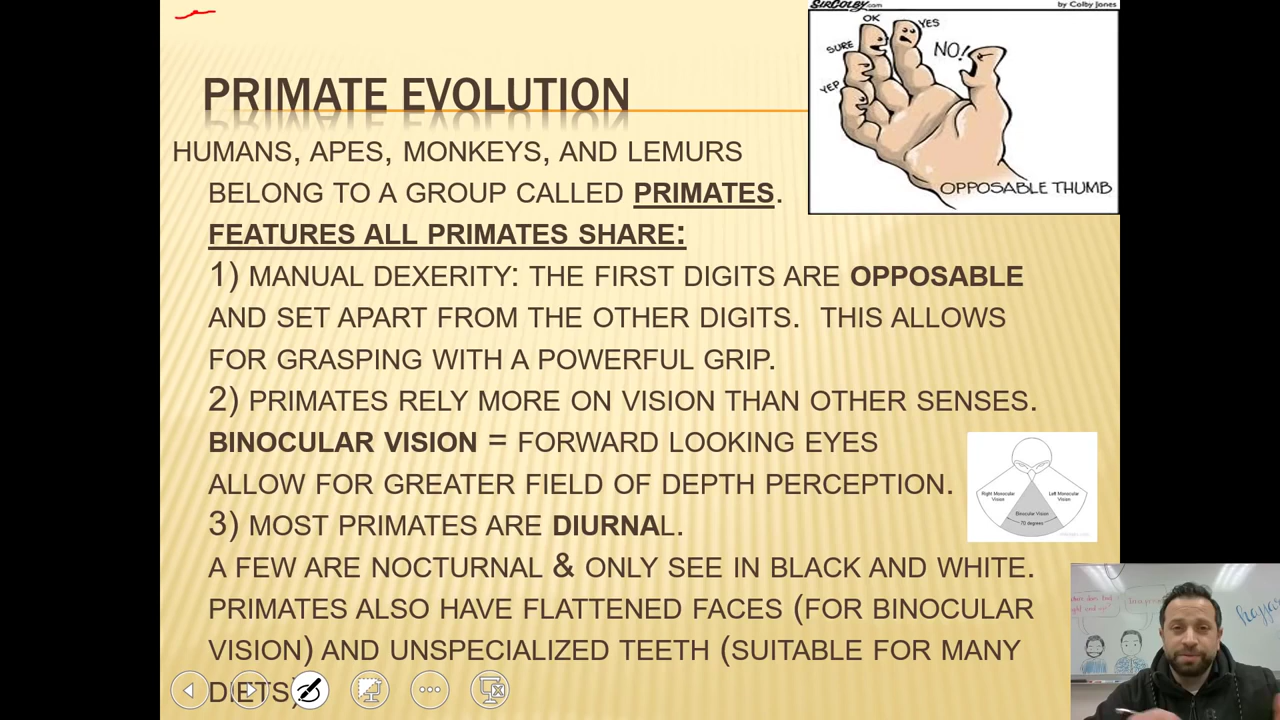 SIRCOLBY.com
by Colby Jones
OK
YES
SURE
NO!
YEP
OPPOSABLE THUMB
PRIMATE EVOLUTION
HUMANS, APES, MONKEYS, AND LEMURS
BELONG TO A GROUP CALLED PRIMATES.
FEATURES ALL PRIMATES SHARE:
1) MANUAL DEXERITY: THE FIRST DIGITS ARE OPPOSABLE
AND SET APART FROM THE OTHER DIGITS. THIS ALLOWS
FOR GRASPING WITH A POWERFUL GRIP.
2) PRIMATES RELY MORE ON VISION THAN OTHER SENSES.
BINOCULAR VISION = FORWARD LOOKING EYES
ALLOW FOR GREATER FIELD OF DEPTH PERCEPTION.
Right Monocular
Vision
Left Monocular
Vision
Binocular Vision
70 degrees
3) MOST PRIMATES ARE DIURNAL.
A FEW ARE NOCTURNAL & ONLY SEE IN BLACK AND WHITE.
PRIMATES ALSO HAVE FLATTENED FACES (FOR BINOCULAR
VISION) AND UNSPECIALIZED TEETH (SUITABLE FOR MANY
DIETS)